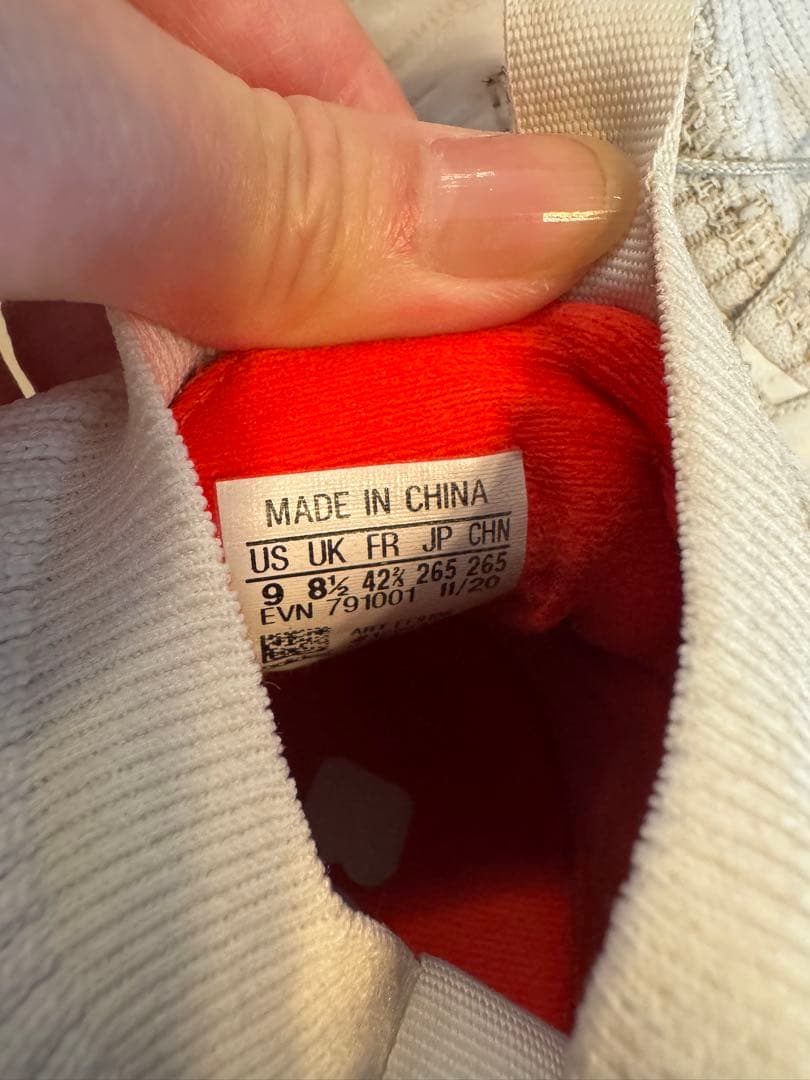 MADE IN CHINA
US UK FR JP CHN
9 8½ 42⅔ 265 265
EVN 791001 11/20
ART